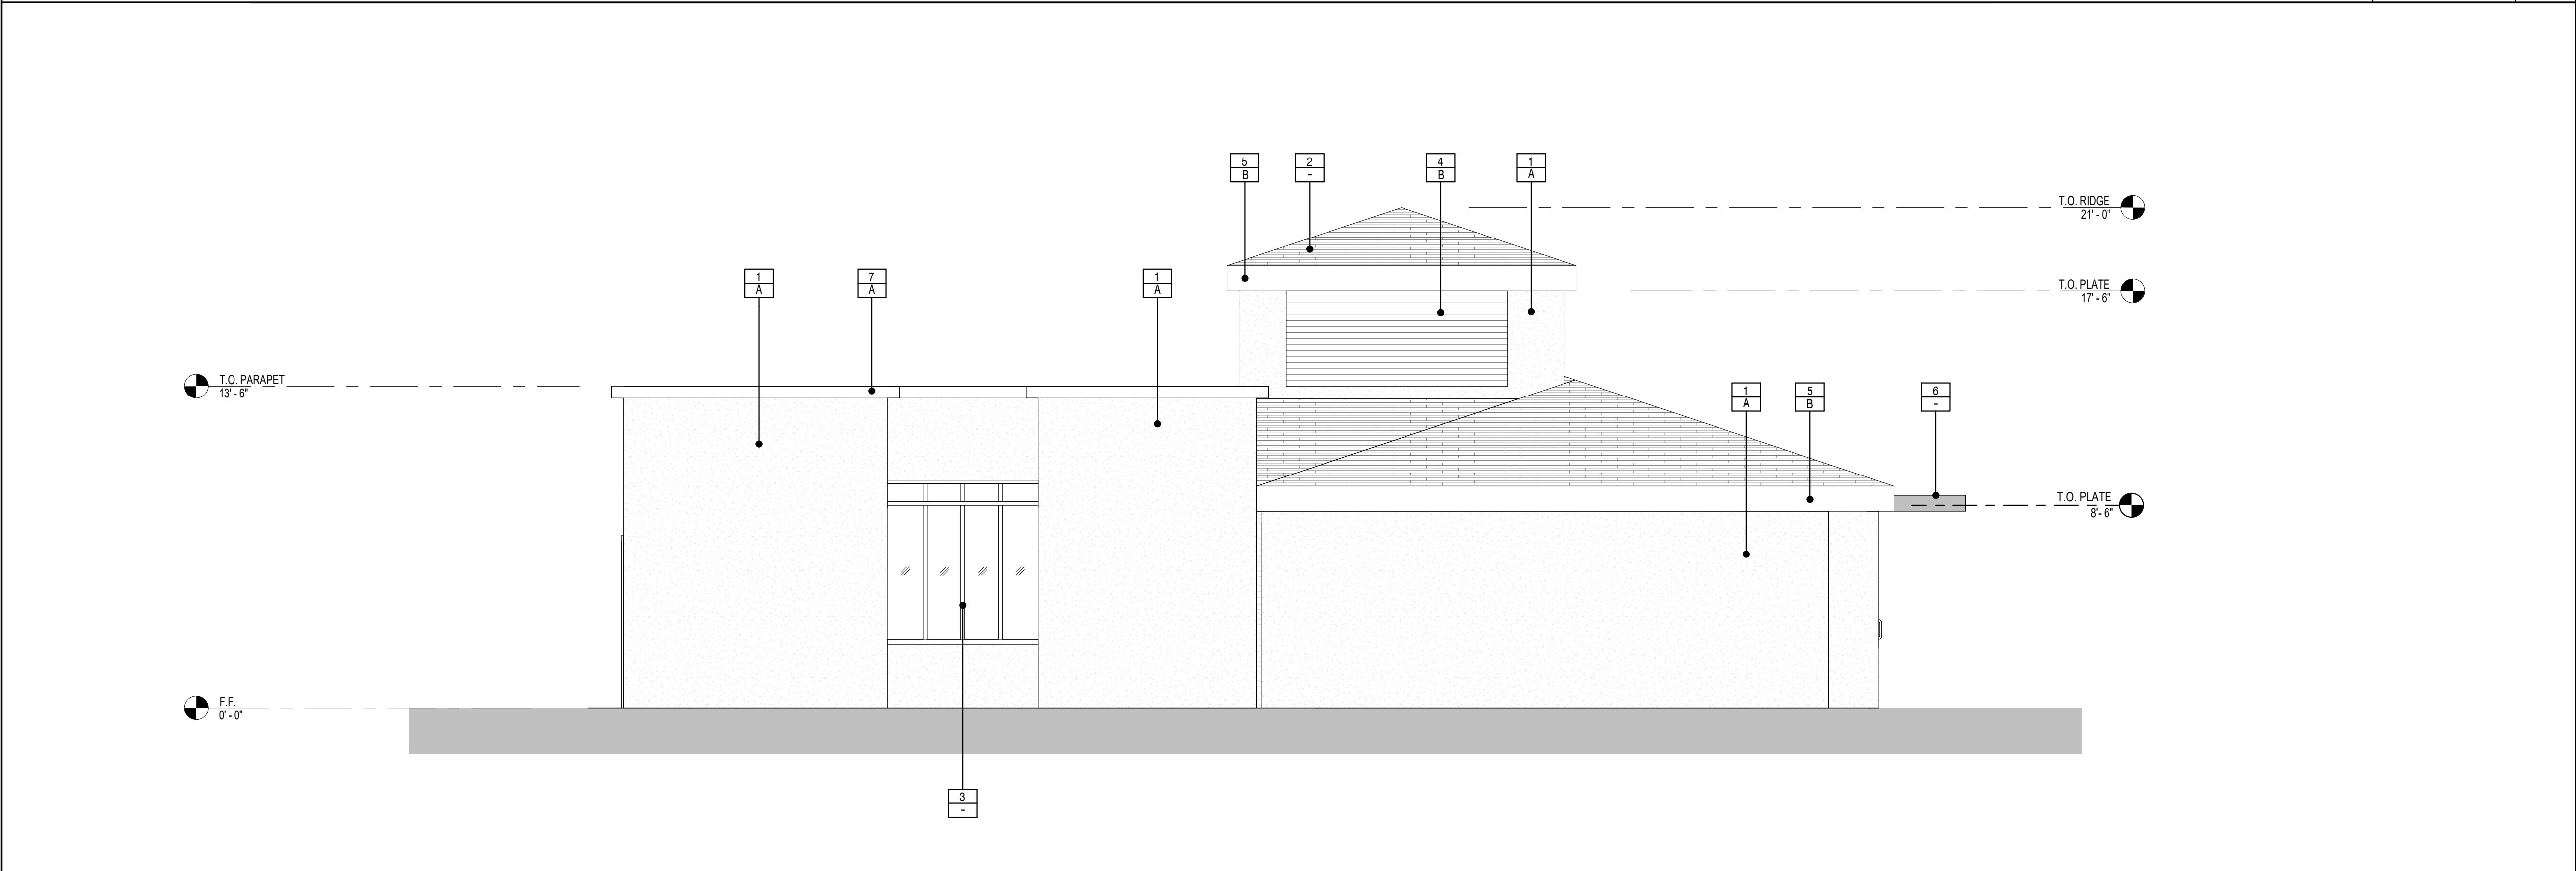 5
B
2
-
4
B
1
A
T.O. RIDGE
21' - 0"
1
A
7
A
1
A
T.O. PLATE
17' - 6"
T.O. PARAPET
13' - 6"
1
A
5
B
6
-
T.O. PLATE
8' - 6"
F.F.
0' - 0"
3
-